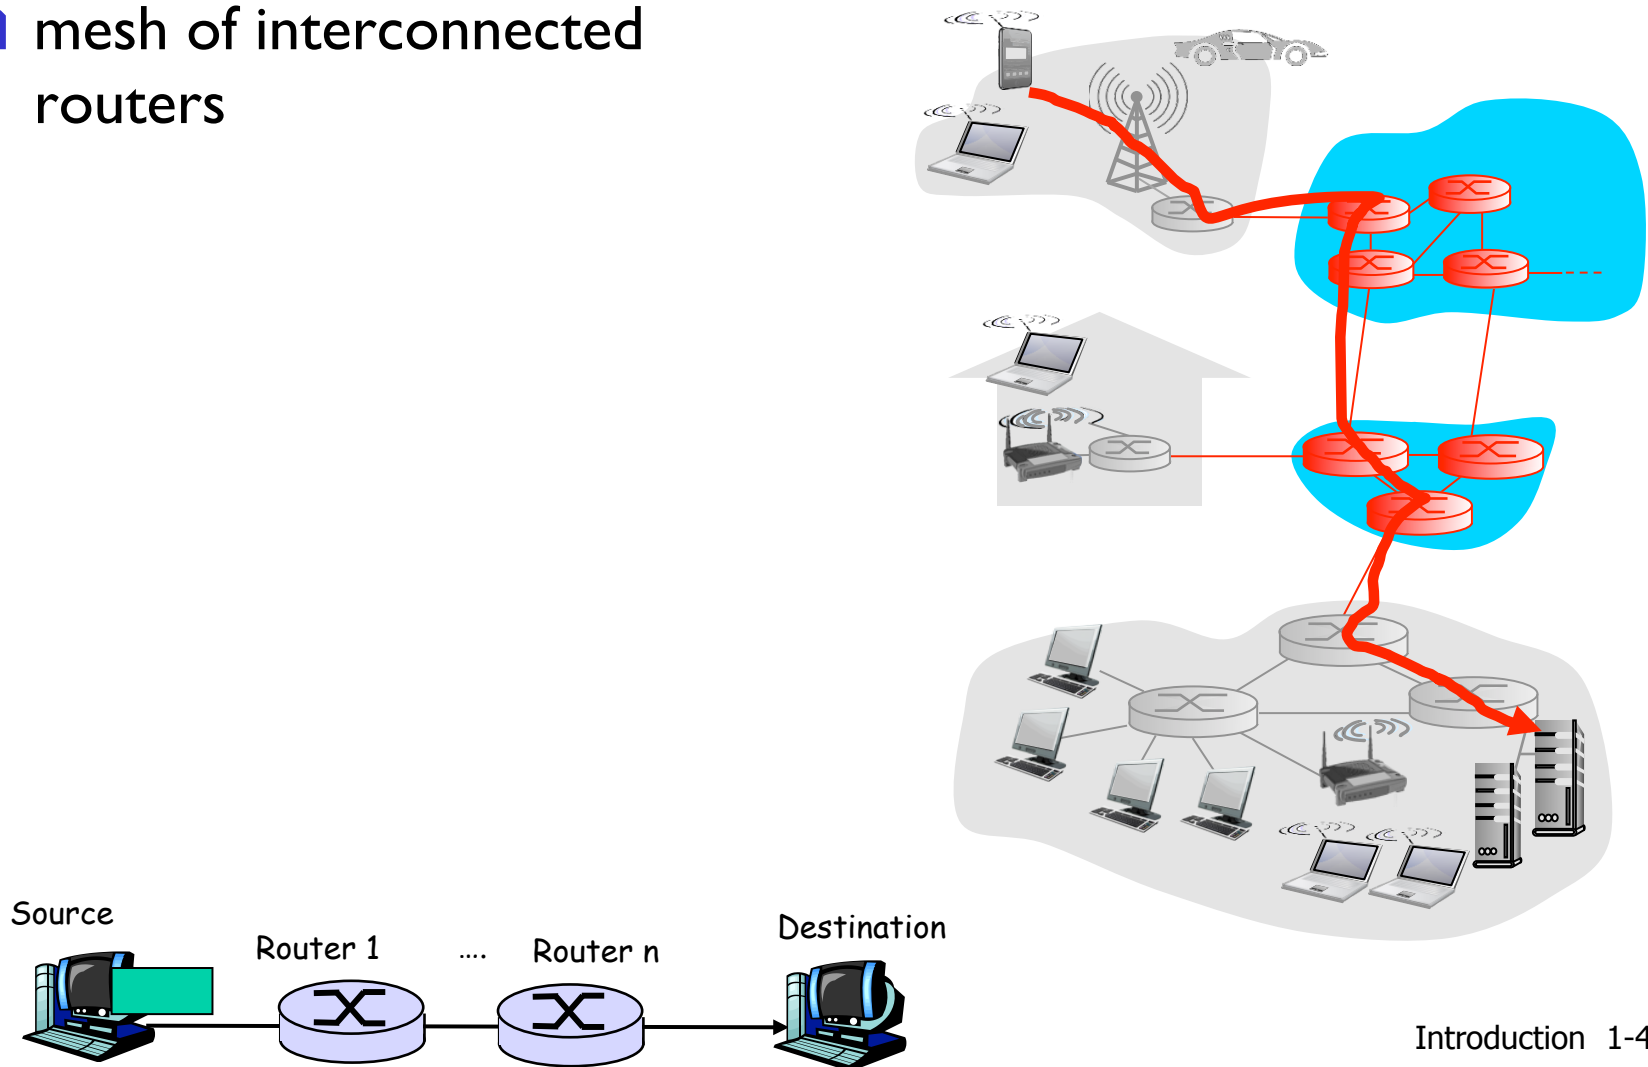 mesh of interconnected
routers
Source
Router 1
....
Router n
Destination
Introduction 1-4